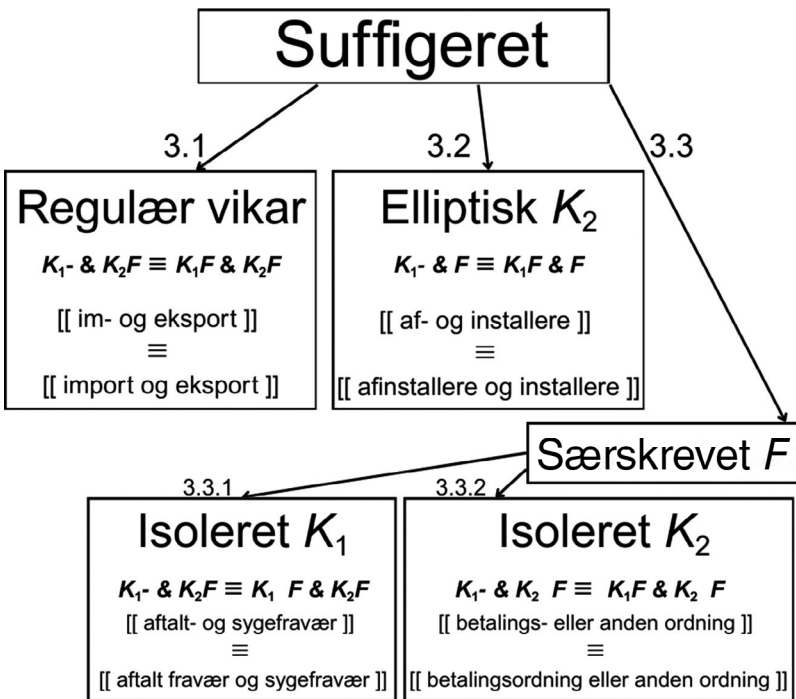 Suffigeret
3.1
3.2
3.3
Regulær vikar
K₁- & K₂F ≡ K₁F & K₂F
[[ im- og eksport ]]
≡
[[ import og eksport ]]
Elliptisk K₂
K₁- & F ≡ K₁F & F
[[ af- og installere ]]
≡
[[ afinstallere og installere ]]
Særskrevet F
3.3.1
3.3.2
Isoleret K₁
K₁- & K₂F ≡ K₁ F & K₂F
[[ aftalt- og sygefravær ]]
≡
[[ aftalt fravær og sygefravær ]]
Isoleret K₂
K₁- & K₂ F ≡ K₁F & K₂ F
[[ betalings- eller anden ordning ]]
≡
[[ betalingsordning eller anden ordning ]]